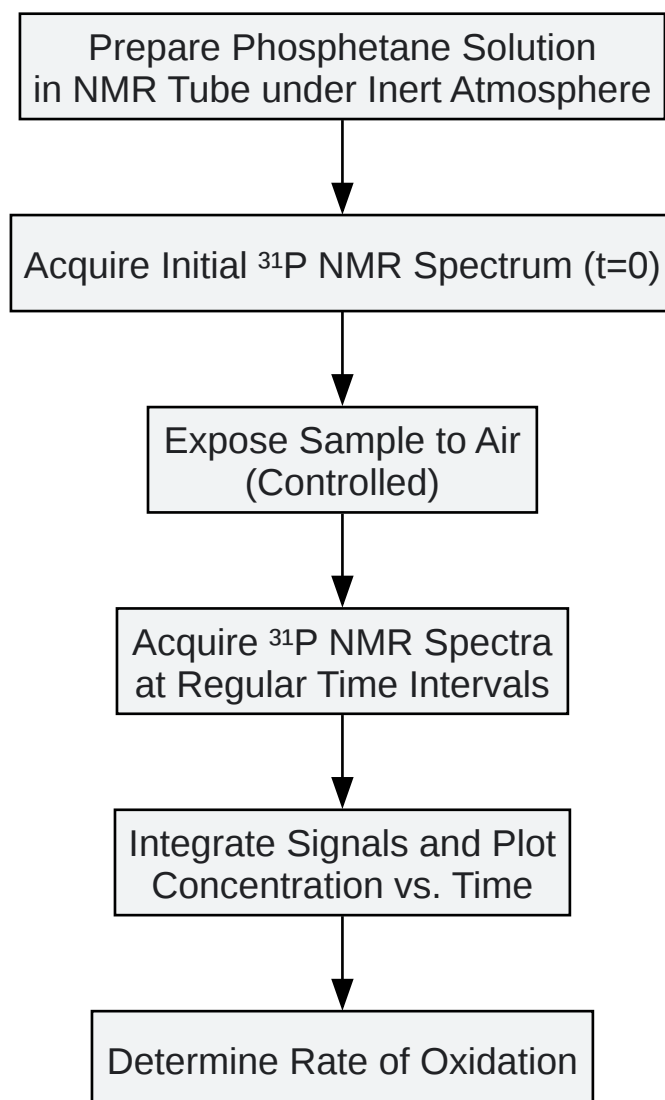 Prepare Phosphetane Solution
in NMR Tube under Inert Atmosphere
Acquire Initial ³¹P NMR Spectrum (t=0)
Expose Sample to Air
(Controlled)
Acquire ³¹P NMR Spectra
at Regular Time Intervals
Integrate Signals and Plot
Concentration vs. Time
Determine Rate of Oxidation